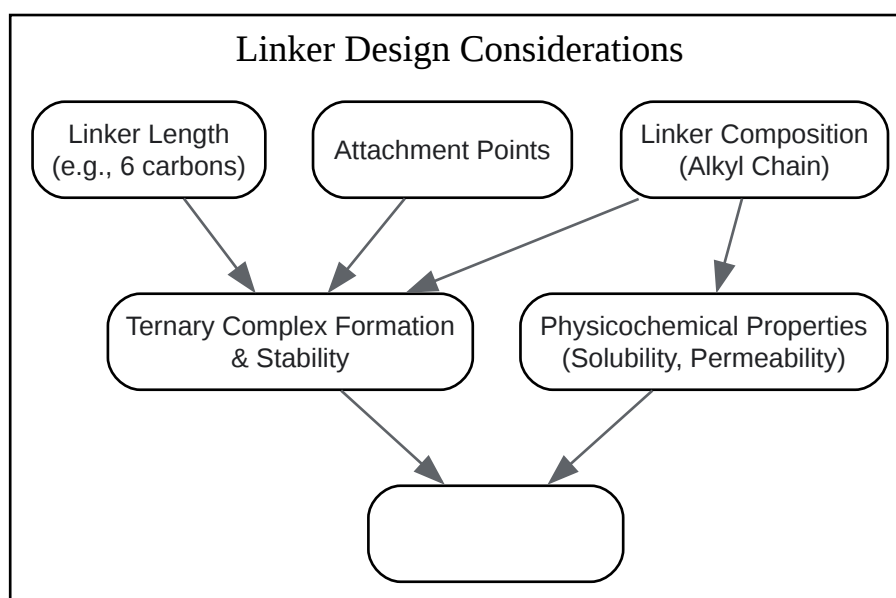 Linker Design Considerations
Linker Length
(e.g., 6 carbons)
Attachment Points
Linker Composition
(Alkyl Chain)
Ternary Complex Formation
& Stability
Physicochemical Properties
(Solubility, Permeability)